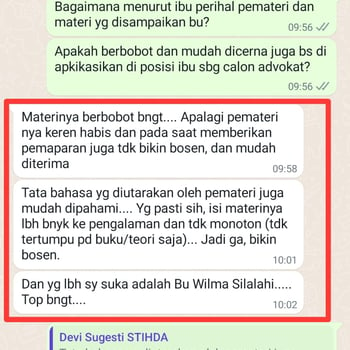 Bagaimana menurut ibu perihal pemateri dan
materi yg disampaikan bu?
09:56
Apakah berbobot dan mudah dicerna juga bs di
apkikasikan di posisi ibu sbg calon advokat?
09:56
Materinya berbobot bngt.... Apalagi pemateri
nya keren habis dan pada saat memberikan
pemaparan juga tdk bikin bosen, dan mudah
diterima
09:58
Tata bahasa yg diutarakan oleh pemateri juga
mudah dipahami.... Yg pasti sih, isi materinya
lbh bnyk ke pengalaman dan tdk monoton (tdk
tertumpu pd buku/teori saja)... Jadi ga, bikin
bosen.
10:01
Dan yg lbh sy suka adalah Bu Wilma Silalahi.....
Top bngt....
10:02
Devi Sugesti STIHDA